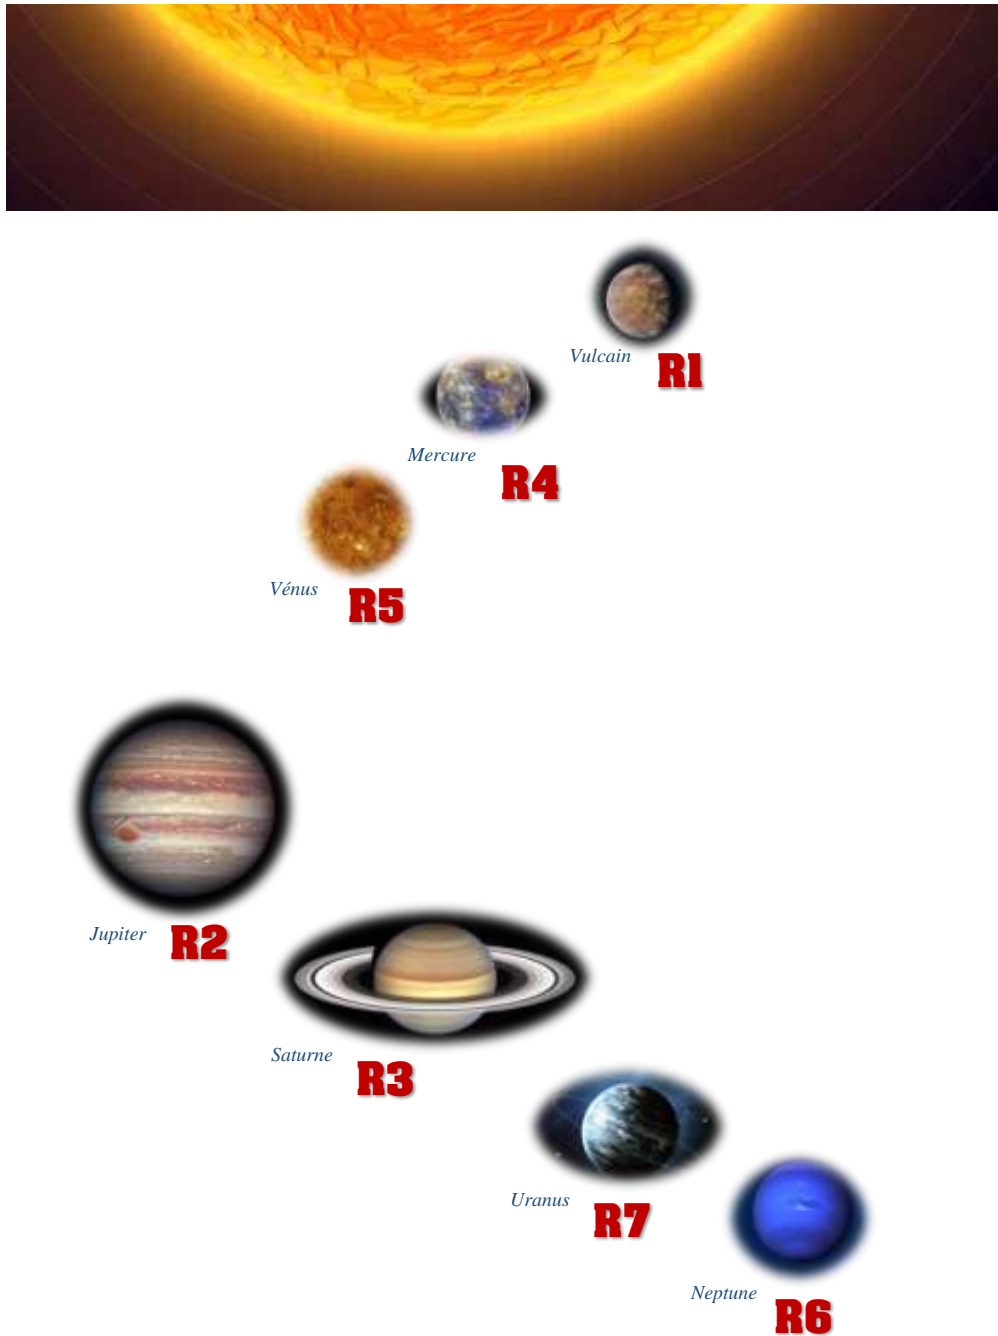 Vulcain
R1
Mercure
R4
Vénus
R5
Jupiter
R2
Saturne
R3
Uranus
R7
Neptune
R6